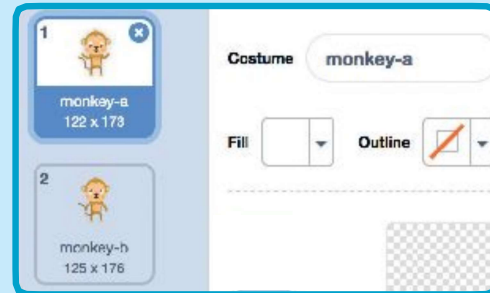 1
monkey-a
122 x 173
2
monkey-b
125 x 176
Costume
monkey-a
Fill
Outline